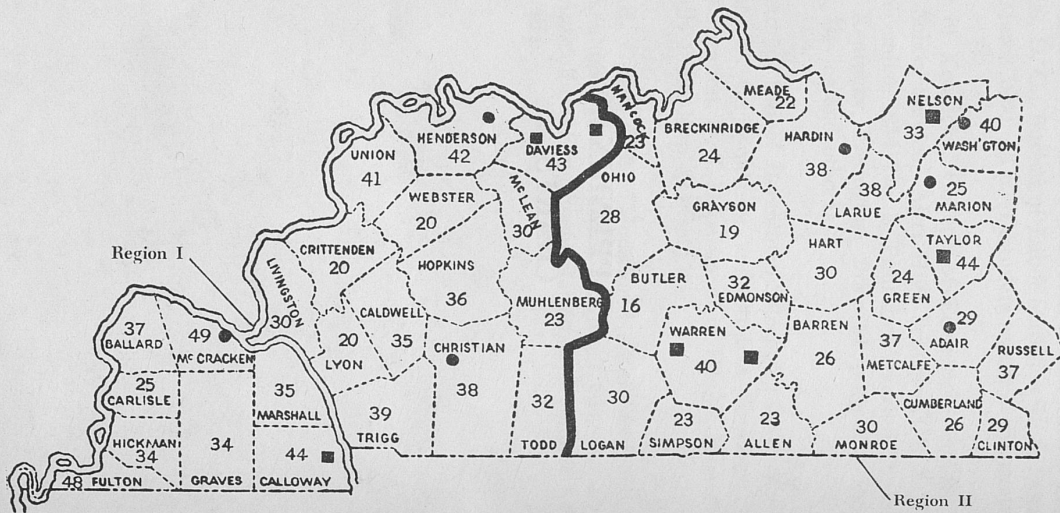 MEADE
22
HANCOCK
23
BRECKINRIDGE
24
NELSON
33
40
WASH'GTON
HARDIN
38
HENDERSON
42
DAVIESS
43
UNION
41
OHIO
28
WEBSTER
20
McLEAN
30
GRAYSON
19
38
LARUE
25
MARION
CRITTENDEN
20
HOPKINS
36
HART
30
TAYLOR
44
24
GREEN
Region I
LIVINGSTON
30
CALDWELL
35
MUHLENBERG
23
BUTLER
16
32
EDMONSON
37
BALLARD
49
McCRACKEN
20
LYON
CHRISTIAN
38
WARREN
40
BARREN
26
37
METCALFE
29
ADAIR
RUSSELL
37
25
CARLISLE
35
MARSHALL
39
TRIGG
32
TODD
30
LOGAN
23
SIMPSON
23
ALLEN
30
MONROE
CUMBERLAND
26
29
CLINTON
HICKMAN
34
34
GRAVES
44
CALLOWAY
48 FULTON
Region II